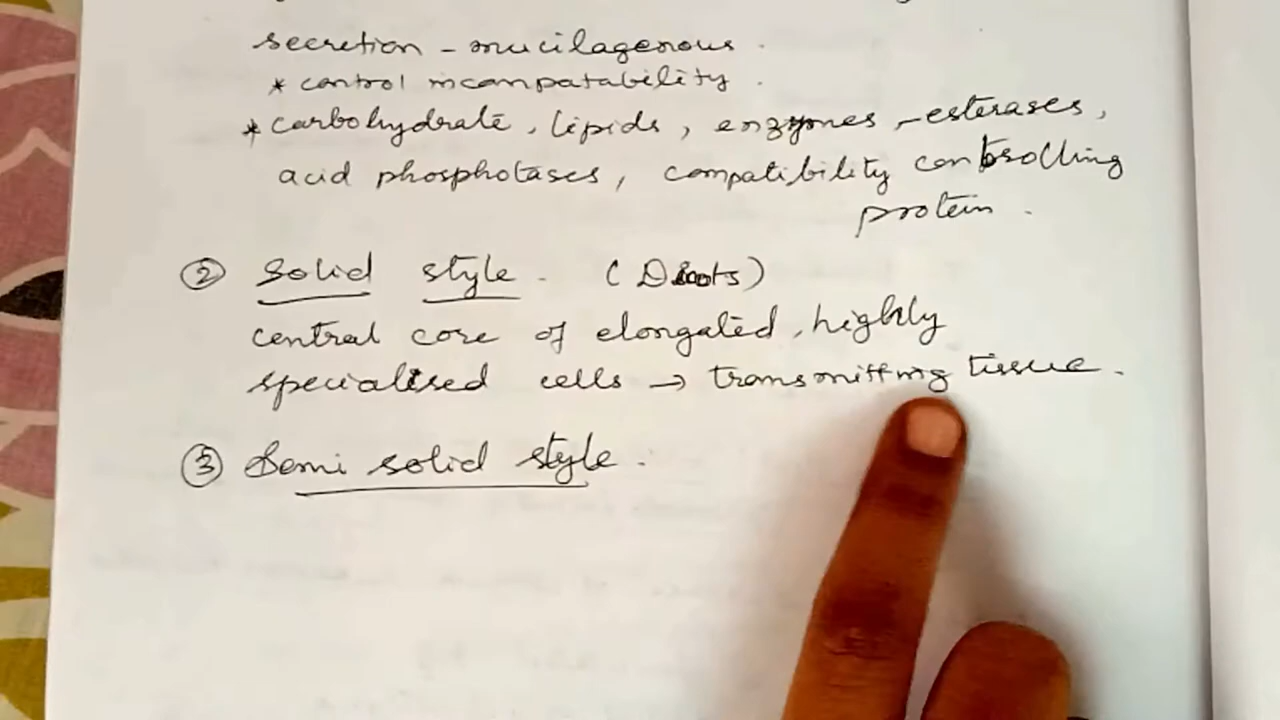 secretion - mucilagenous.
* control incompatability.
* carbohydrate, lipids, enzymes, - esterases,
acid phosphotases, compatibility controlling
protein.
② Solid style. (Dicots)
central core of elongated, highly
specialised cells → transmitting tissue.
③ Semi solid style.